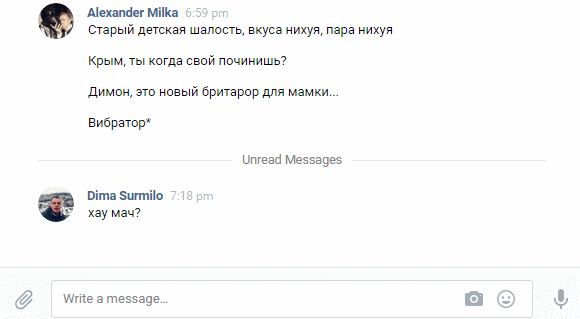 Alexander Milka 6:59 pm
Старый детская шалость, вкуса нихуя, пара нихуя
Крым, ты когда свой починишь?
Димон, это новый бритарор для мамки...
Вибратор*
Unread Messages
Dima Surmilo 7:18 pm
хау мач?
Write a message...